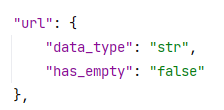 "url": {
    "data_type": "str",
    "has_empty": "false"
},